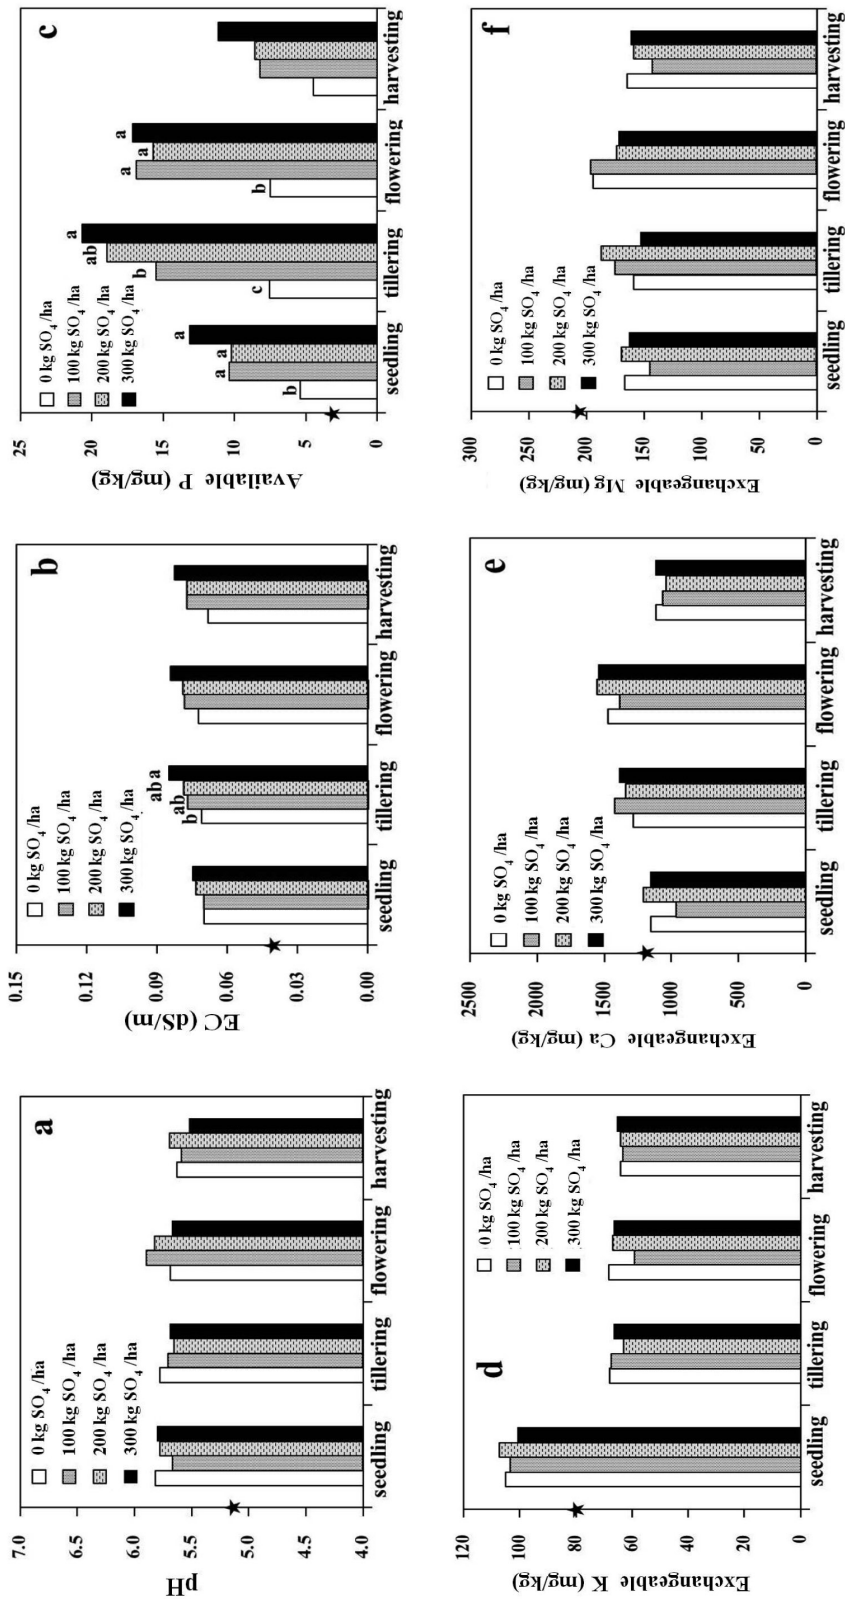 a
7.0
6.5
6.0
5.5
5.0
4.5
4.0
pH
0 kg SO4 /ha
100 kg SO4 /ha
200 kg SO4 /ha
300 kg SO4 /ha
seedling tillering flowering harvesting
b
0.15
0.12
0.09
0.06
0.03
0.00
EC (dS/m)
0 kg SO4 /ha
100 kg SO4 /ha
200 kg SO4 /ha
300 kg SO4 /ha
b ab ab a
seedling tillering flowering harvesting
c
25
20
15
10
5
0
Available P (mg/kg)
0 kg SO4 /ha
100 kg SO4 /ha
200 kg SO4 /ha
300 kg SO4 /ha
b a a a
c b ab a
b a a a
seedling tillering flowering harvesting
d
120
100
80
60
40
20
0
Exchangeable K (mg/kg)
0 kg SO4 /ha
100 kg SO4 /ha
200 kg SO4 /ha
300 kg SO4 /ha
seedling tillering flowering harvesting
e
2500
2000
1500
1000
500
0
Exchangeable Ca (mg/kg)
0 kg SO4 /ha
100 kg SO4 /ha
200 kg SO4 /ha
300 kg SO4 /ha
seedling tillering flowering harvesting
f
300
250
200
150
100
50
0
Exchangeable Mg (mg/kg)
0 kg SO4 /ha
100 kg SO4 /ha
200 kg SO4 /ha
300 kg SO4 /ha
seedling tillering flowering harvesting